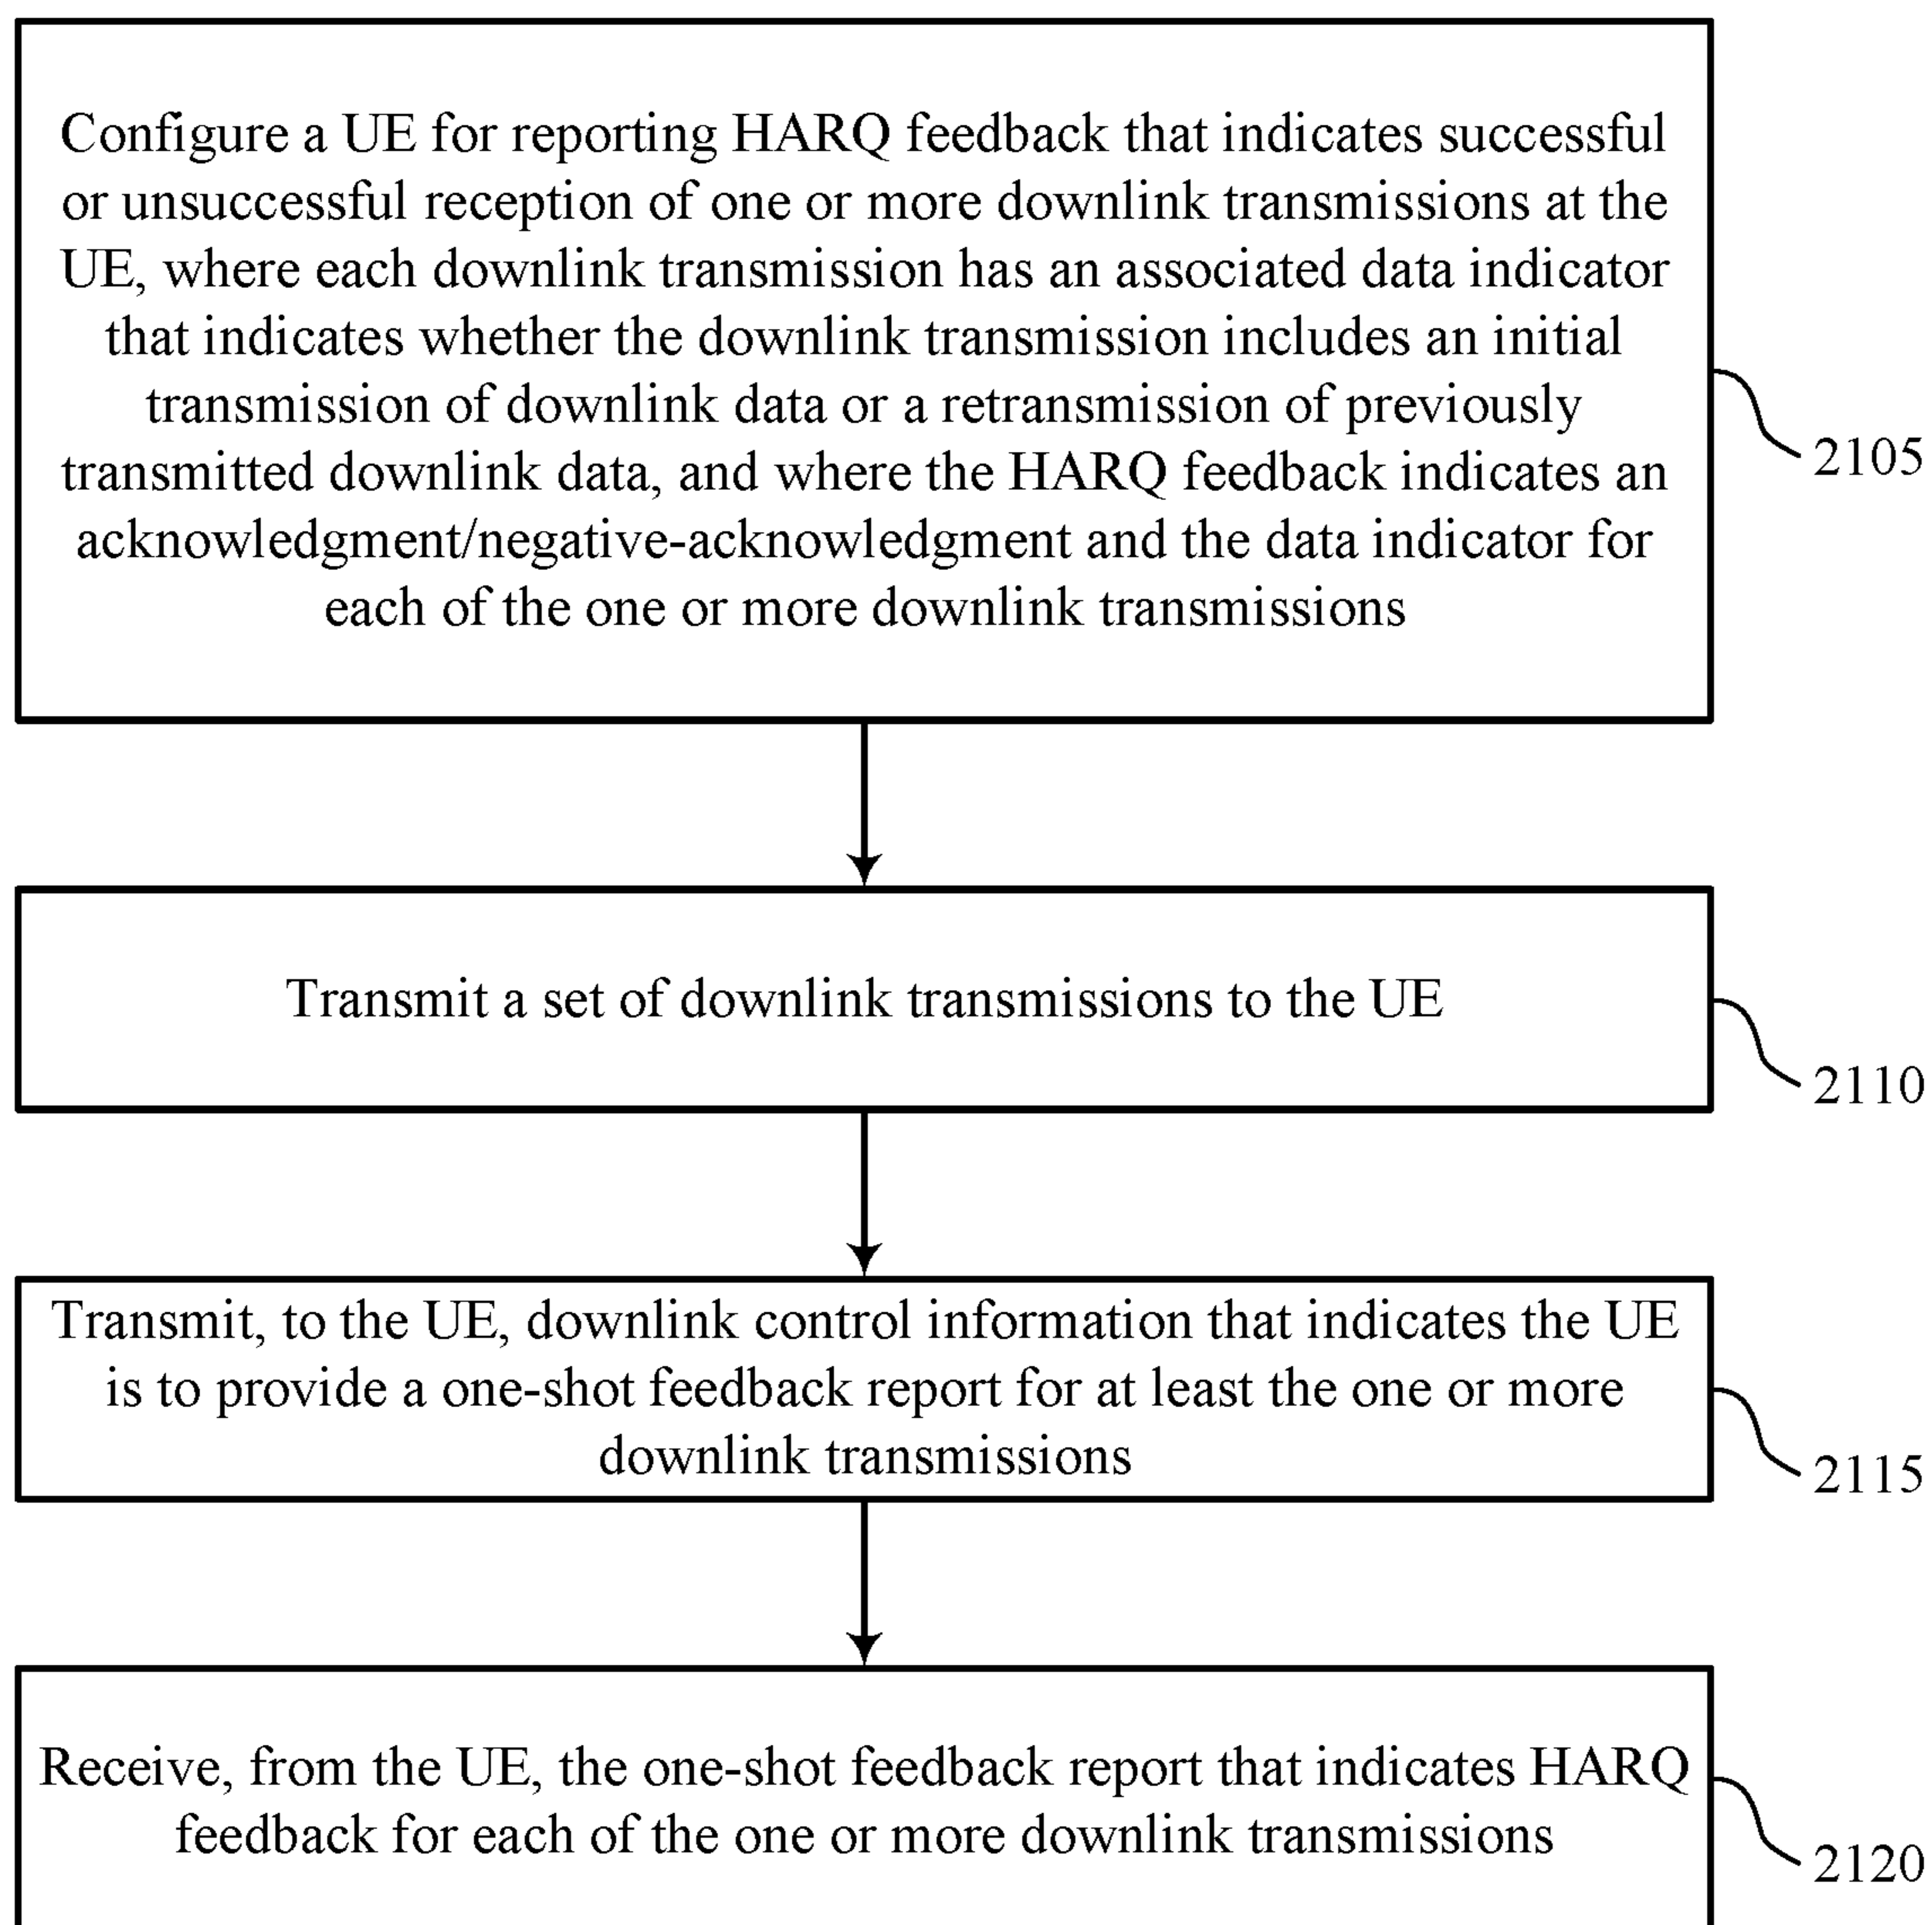 Configure a UE for reporting HARQ feedback that indicates successful
or unsuccessful reception of one or more downlink transmissions at the
UE, where each downlink transmission has an associated data indicator
that indicates whether the downlink transmission includes an initial
transmission of downlink data or a retransmission of previously
transmitted downlink data, and where the HARQ feedback indicates an
acknowledgment/negative-acknowledgment and the data indicator for
each of the one or more downlink transmissions
2105
Transmit a set of downlink transmissions to the UE
2110
Transmit, to the UE, downlink control information that indicates the UE
is to provide a one-shot feedback report for at least the one or more
downlink transmissions
2115
Receive, from the UE, the one-shot feedback report that indicates HARQ
feedback for each of the one or more downlink transmissions
2120